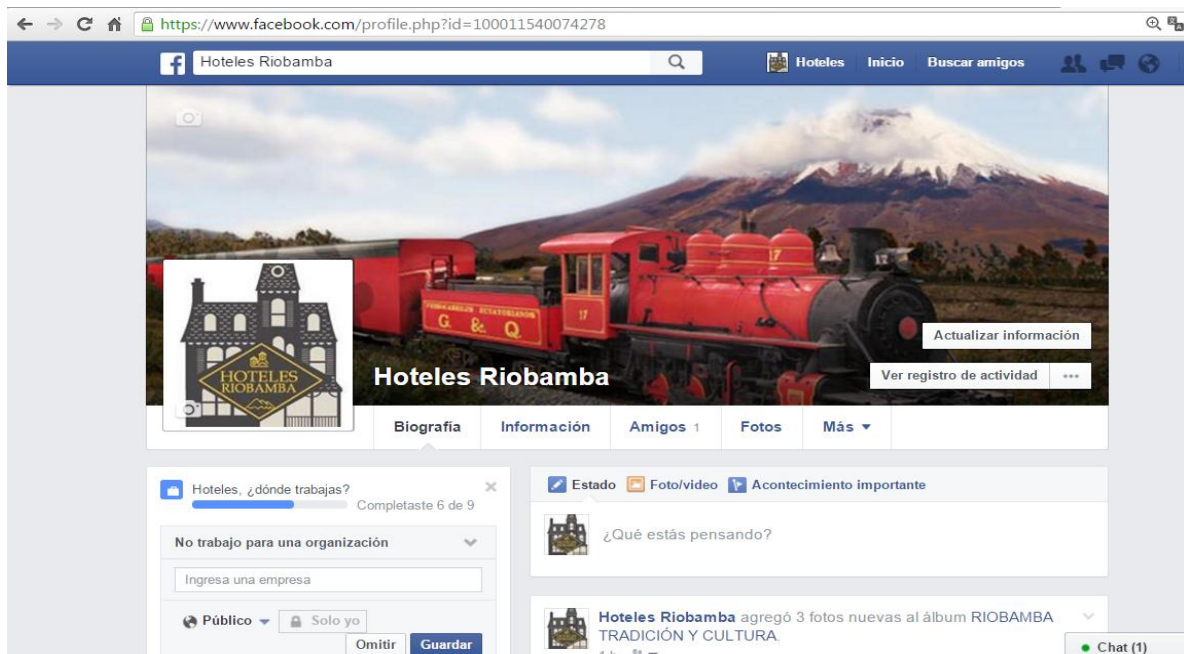 https://www.facebook.com/profile.php?id=100011540074278
Hoteles Riobamba
Hoteles Inicio Buscar amigos
17
17
FERROCARRILES ECUATORIANOS
G. & Q.
HOTELES
RIOBAMBA
Hoteles Riobamba
Actualizar información
Ver registro de actividad
Biografía Información Amigos 1 Fotos Más
Hoteles, ¿dónde trabajas?
Completaste 6 de 9
No trabajo para una organización
Ingresa una empresa
Público Solo yo
Omitir Guardar
Estado Foto/video Acontecimiento importante
¿Qué estás pensando?
Hoteles Riobamba agregó 3 fotos nuevas al álbum RIOBAMBA
TRADICIÓN Y CULTURA.
Chat (1)